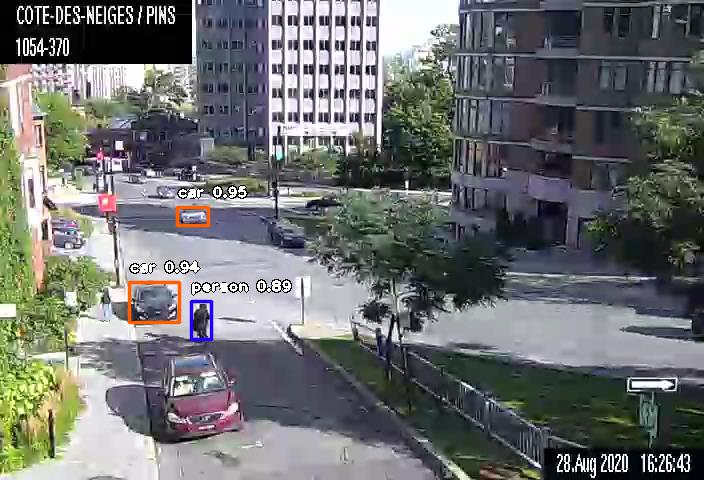 COTE-DES-NEIGES / PINS
1054-370
car 0.95
car 0.94
person 0.89
28.Aug 2020 16:26:43